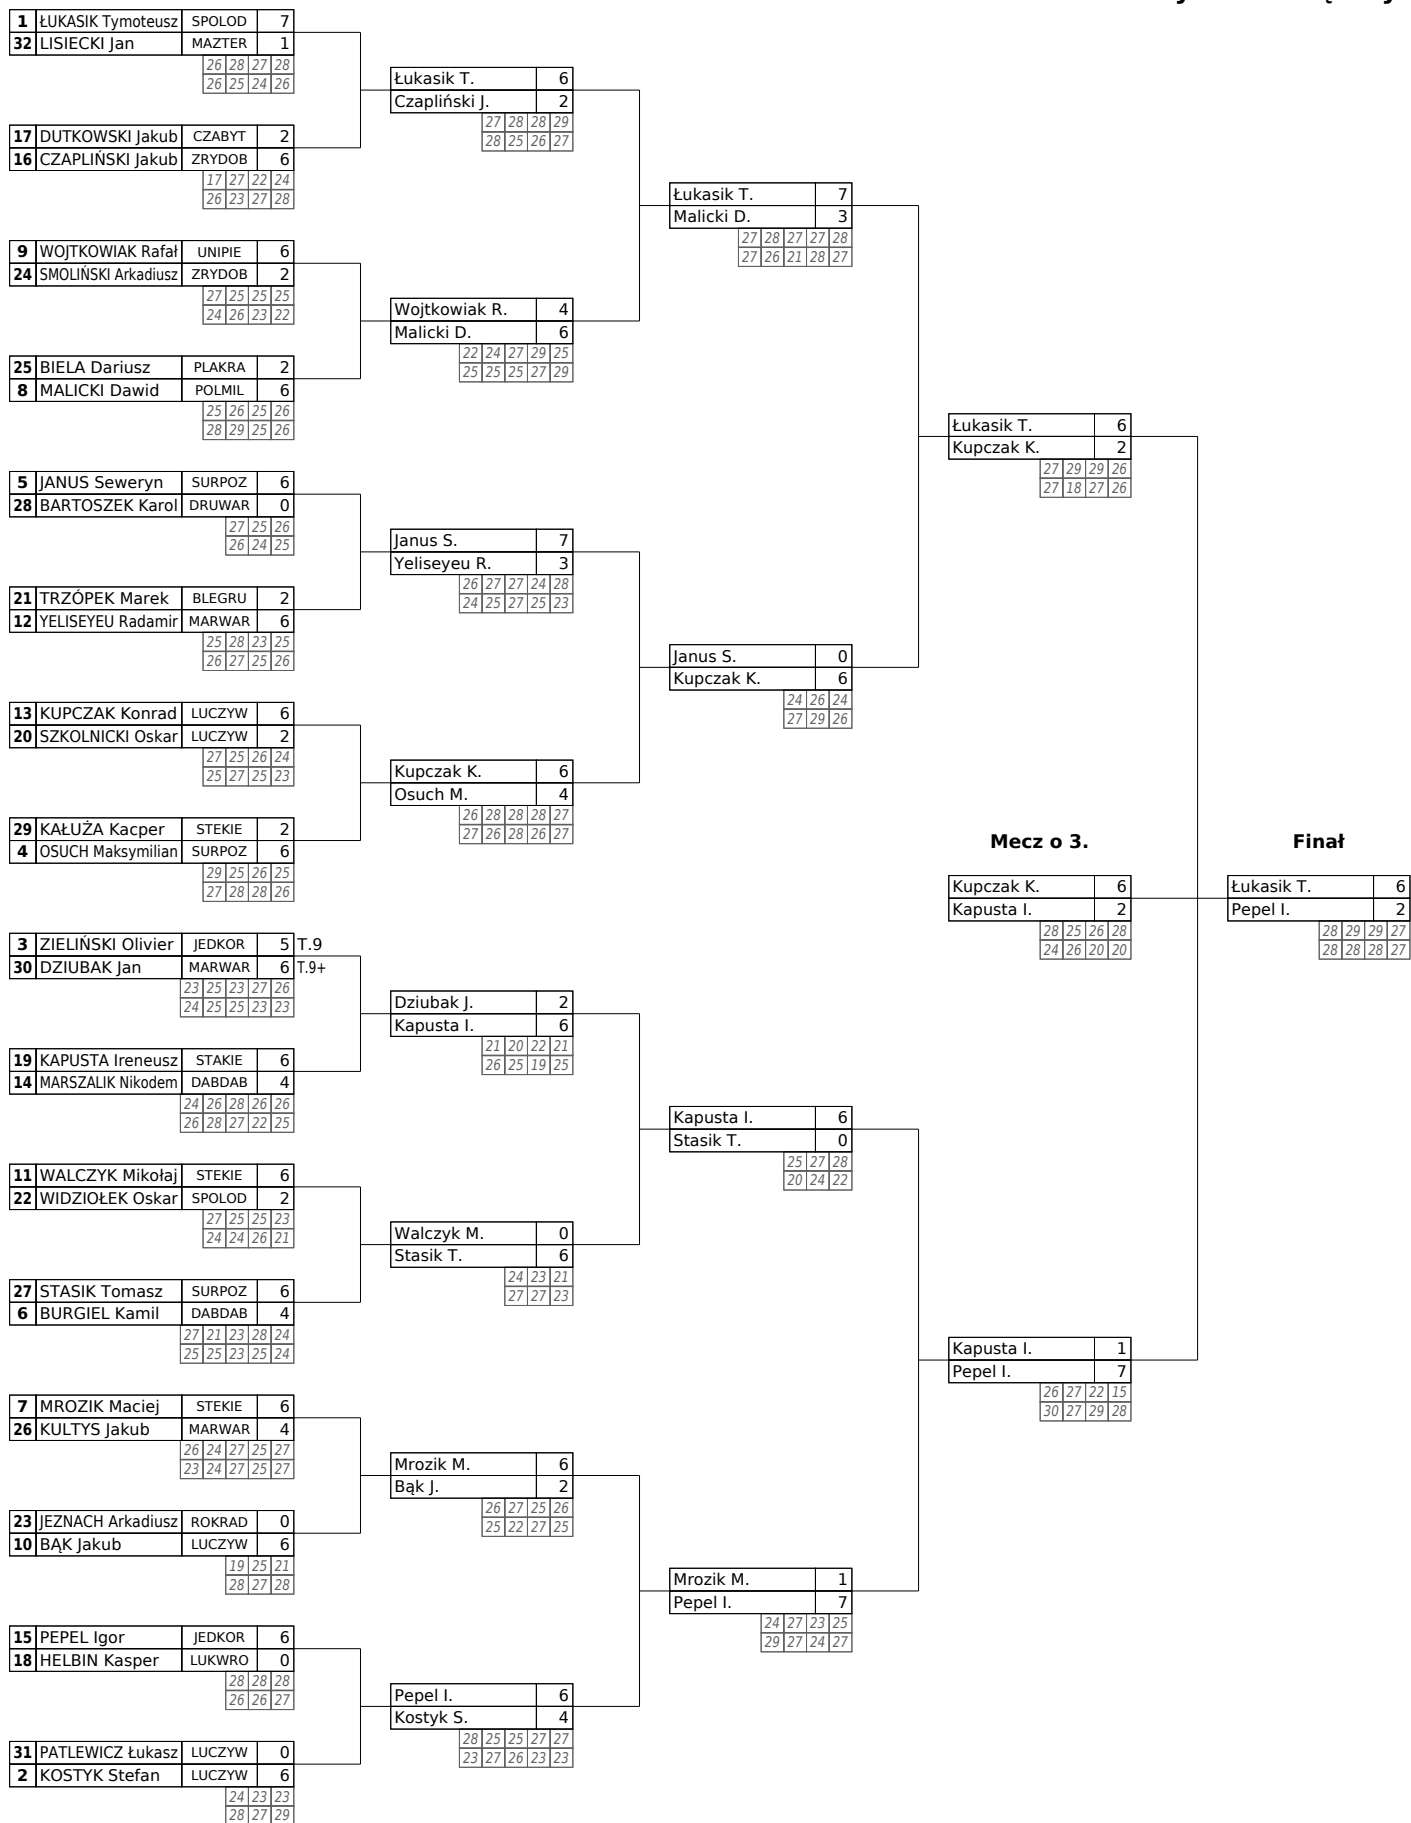 1 ŁUKASIK Tymoteusz SPOLOD 7
32 LISIECKI Jan MAZTER 1
26 28 27 28
26 25 24 26
Łukasik T. 6
Czapliński J. 2
27 28 28 29
28 25 26 27
17 DUTKOWSKI Jakub CZABYT 2
16 CZAPLIŃSKI Jakub ZRYDOB 6
17 27 22 24
26 23 27 28
Łukasik T. 7
Malicki D. 3
27 28 27 27 28
27 26 21 28 27
9 WOJTKOWIAK Rafał UNIPIE 6
24 SMOLIŃSKI Arkadiusz ZRYDOB 2
27 25 25 25
24 26 23 22
Wojtkowiak R. 4
Malicki D. 6
22 24 27 29 25
25 25 25 27 29
25 BIELA Dariusz PLAKRA 2
8 MALICKI Dawid POLMIL 6
25 26 25 26
28 29 25 26
Łukasik T. 6
Kupczak K. 2
27 29 29 26
27 18 27 26
5 JANUS Seweryn SURPOZ 6
28 BARTOSZEK Karol DRUWAR 0
27 25 26
26 24 25
Janus S. 7
Yeliseyeu R. 3
26 27 27 24 28
24 25 27 25 23
21 TRZÓPEK Marek BLEGRU 2
12 YELISEYEU Radamir MARWAR 6
25 28 23 25
26 27 25 26
Janus S. 0
Kupczak K. 6
24 26 24
27 29 26
13 KUPCZAK Konrad LUCZYW 6
20 SZKOLNICKI Oskar LUCZYW 2
27 25 26 24
25 27 25 23
Kupczak K. 6
Osuch M. 4
26 28 28 28 27
27 26 28 26 27
29 KAŁUŻA Kacper STEKIE 2
4 OSUCH Maksymilian SURPOZ 6
29 25 26 25
27 28 28 26
Mecz o 3. Finał
Kupczak K. 6
Kapusta I. 2
28 25 26 28
24 26 20 20
Łukasik T. 6
Pepel I. 2
28 29 29 27
28 28 28 27
3 ZIELIŃSKI Olivier JEDKOR 5 T.9
30 DZIUBAK Jan MARWAR 6 T.9+
23 25 23 27 26
24 25 25 23 23
Dziubak J. 2
Kapusta I. 6
21 20 22 21
26 25 19 25
19 KAPUSTA Ireneusz STAKIE 6
14 MARSZALIK Nikodem DABDAB 4
24 26 28 26 26
26 28 27 22 25
Kapusta I. 6
Stasik T. 0
25 27 28
20 24 22
11 WALCZYK Mikołaj STEKIE 6
22 WIDZIOŁEK Oskar SPOLOD 2
27 25 25 23
24 24 26 21
Walczyk M. 0
Stasik T. 6
24 23 21
27 27 23
27 STASIK Tomasz SURPOZ 6
6 BURGIEL Kamil DABDAB 4
27 21 23 28 24
25 25 23 25 24
Kapusta I. 1
Pepel I. 7
26 27 22 15
30 27 29 28
7 MROZIK Maciej STEKIE 6
26 KULTYS Jakub MARWAR 4
26 24 27 25 27
23 24 27 25 27
Mrozik M. 6
Bąk J. 2
26 27 25 26
25 22 27 25
23 JEZNACH Arkadiusz ROKRAD 0
10 BĄK Jakub LUCZYW 6
19 25 21
28 27 28
Mrozik M. 1
Pepel I. 7
24 27 23 25
29 27 24 27
15 PEPEL Igor JEDKOR 6
18 HELBIN Kasper LUKWRO 0
28 28 28
26 26 27
Pepel I. 6
Kostyk S. 4
28 25 25 27 27
23 27 26 23 23
31 PATLEWICZ Łukasz LUCZYW 0
2 KOSTYK Stefan LUCZYW 6
24 23 23
28 27 29